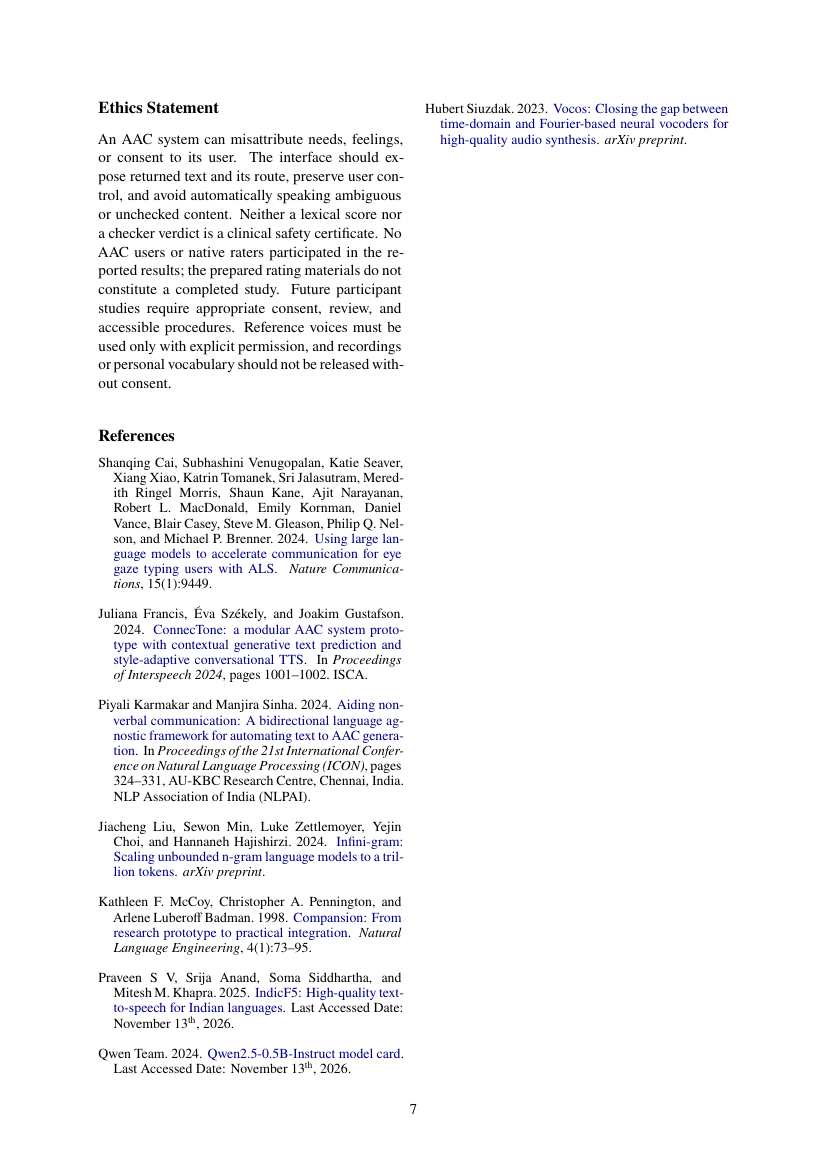 Ethics Statement
An AAC system can misattribute needs, feelings,
or consent to its user. The interface should ex-
pose returned text and its route, preserve user con-
trol, and avoid automatically speaking ambiguous
or unchecked content. Neither a lexical score nor
a checker verdict is a clinical safety certificate. No
AAC users or native raters participated in the re-
ported results; the prepared rating materials do not
constitute a completed study. Future participant
studies require appropriate consent, review, and
accessible procedures. Reference voices must be
used only with explicit permission, and recordings
or personal vocabulary should not be released with-
out consent.
References
Shanqing Cai, Subhashini Venugopalan, Katie Seaver,
Xiang Xiao, Katrin Tomanek, Sri Jalasutram, Mered-
ith Ringel Morris, Shaun Kane, Ajit Narayanan,
Robert L. MacDonald, Emily Kornman, Daniel
Vance, Blair Casey, Steve M. Gleason, Philip Q. Nel-
son, and Michael P. Brenner. 2024. Using large lan-
guage models to accelerate communication for eye
gaze typing users with ALS. Nature Communica-
tions, 15(1):9449.
Juliana Francis, Éva Székely, and Joakim Gustafson.
2024. ConnecTone: a modular AAC system proto-
type with contextual generative text prediction and
style-adaptive conversational TTS. In Proceedings
of Interspeech 2024, pages 1001–1002. ISCA.
Piyali Karmakar and Manjira Sinha. 2024. Aiding non-
verbal communication: A bidirectional language ag-
nostic framework for automating text to AAC genera-
tion. In Proceedings of the 21st International Confer-
ence on Natural Language Processing (ICON), pages
324–331, AU-KBC Research Centre, Chennai, India.
NLP Association of India (NLPAI).
Jiacheng Liu, Sewon Min, Luke Zettlemoyer, Yejin
Choi, and Hannaneh Hajishirzi. 2024. Infini-gram:
Scaling unbounded n-gram language models to a tril-
lion tokens. arXiv preprint.
Kathleen F. McCoy, Christopher A. Pennington, and
Arlene Luberoff Badman. 1998. Compansion: From
research prototype to practical integration. Natural
Language Engineering, 4(1):73–95.
Praveen S V, Srija Anand, Soma Siddhartha, and
Mitesh M. Khapra. 2025. IndicF5: High-quality text-
to-speech for Indian languages. Last Accessed Date:
November 13th, 2026.
Qwen Team. 2024. Qwen2.5-0.5B-Instruct model card.
Last Accessed Date: November 13th, 2026.
Hubert Siuzdak. 2023. Vocos: Closing the gap between
time-domain and Fourier-based neural vocoders for
high-quality audio synthesis. arXiv preprint.
7